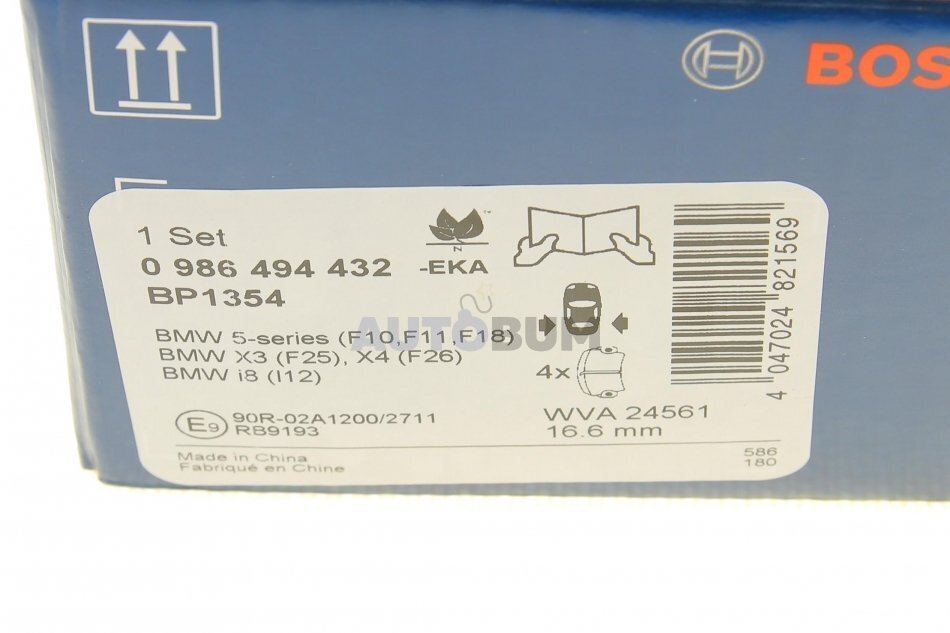 BOS
1 Set
0 986 494 432 -EKA
BP1354
AUTOBUM
BMW 5-series (F10,F11,F18)
BMW X3 (F25), X4 (F26)
BMW i8 (I12)
4x
E9 90R-02A1200/2711
RB9193
WVA 24561
16.6 mm
Made in China
Fabriqué en Chine
586
180
4 047024 821569
N